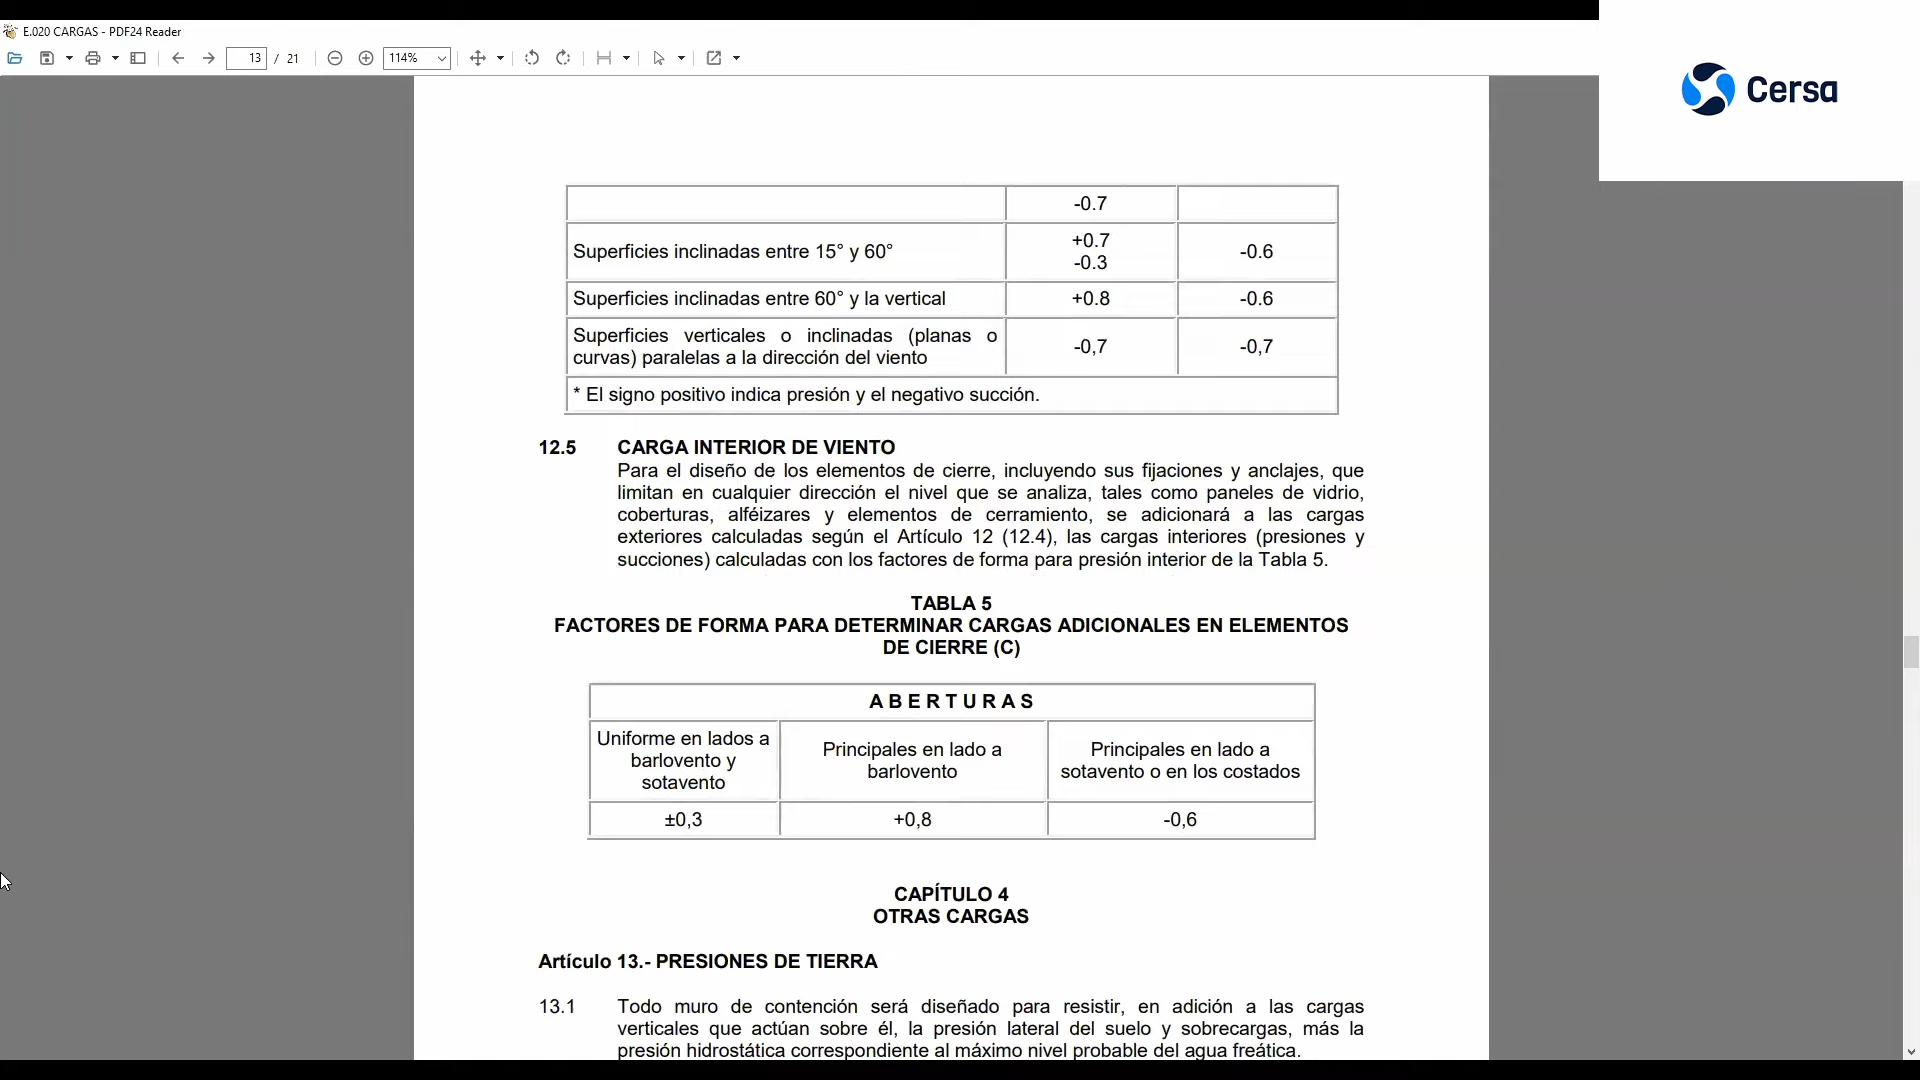 E.020 CARGAS - PDF24 Reader
13 / 21
114%
Cersa
-0.7
Superficies inclinadas entre 15° y 60°
+0.7
-0.3
-0.6
Superficies inclinadas entre 60° y la vertical
+0.8
-0.6
Superficies verticales o inclinadas (planas o
curvas) paralelas a la dirección del viento
-0,7
-0,7
* El signo positivo indica presión y el negativo succión.
12.5 CARGA INTERIOR DE VIENTO
Para el diseño de los elementos de cierre, incluyendo sus fijaciones y anclajes, que
limitan en cualquier dirección el nivel que se analiza, tales como paneles de vidrio,
coberturas, alféizares y elementos de cerramiento, se adicionará a las cargas
exteriores calculadas según el Artículo 12 (12.4), las cargas interiores (presiones y
succiones) calculadas con los factores de forma para presión interior de la Tabla 5.
TABLA 5
FACTORES DE FORMA PARA DETERMINAR CARGAS ADICIONALES EN ELEMENTOS
DE CIERRE (C)
A B E R T U R A S
Uniforme en lados a
barlovento y
sotavento
Principales en lado a
barlovento
Principales en lado a
sotavento o en los costados
±0,3
+0,8
-0,6
CAPÍTULO 4
OTRAS CARGAS
Artículo 13.- PRESIONES DE TIERRA
13.1 Todo muro de contención será diseñado para resistir, en adición a las cargas
verticales que actúan sobre él, la presión lateral del suelo y sobrecargas, más la
presión hidrostática correspondiente al máximo nivel probable del agua freática.